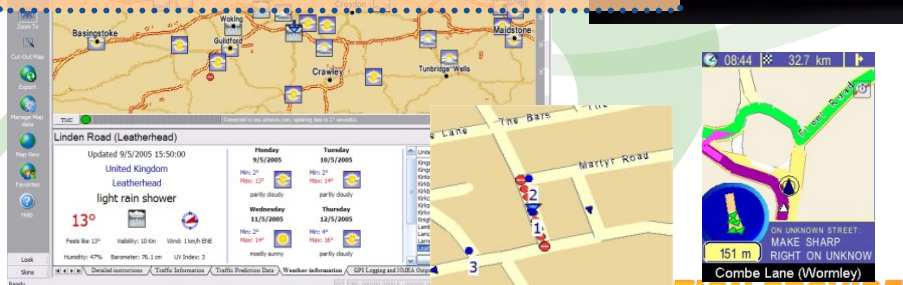 Zoom To
Cut-Out Map
Export
Manage Map
data
Map View
Favorites
Help
Look
Skins
Ready
Croydon
Woking
Basingstoke
Guildford
Maidstone
Crawley
Tunbridge Wells
TMC
Linden Road (Leatherhead)
Updated 9/5/2005 15:50:00
United Kingdom
Leatherhead
light rain shower
13°
Feels like 13° Visibility: 10 Km Wind: 1 km/h ENE
Humidity: 47% Barometer: 76.1 cm UV Index: 3
Monday
9/5/2005
Min: 2°
Max: 13°
partly cloudy
Tuesday
10/5/2005
Min: 2°
Max: 14°
partly cloudy
Wednesday
11/5/2005
Min: 2°
Max: 14°
mostly sunny
Thursday
12/5/2005
Min: 4°
Max: 16°
partly cloudy
Detailed instructions Traffic Information Traffic Prediction Data Weather information GPS Logging and NMEA Outpu
e Lane
The Bars
The
Martyr Road
2
1
3
08:44 32.7 km
Road
151 m
ON UNKNOWN STREET:
MAKE SHARP
RIGHT ON UNKNOW
Combe Lane (Wormley)